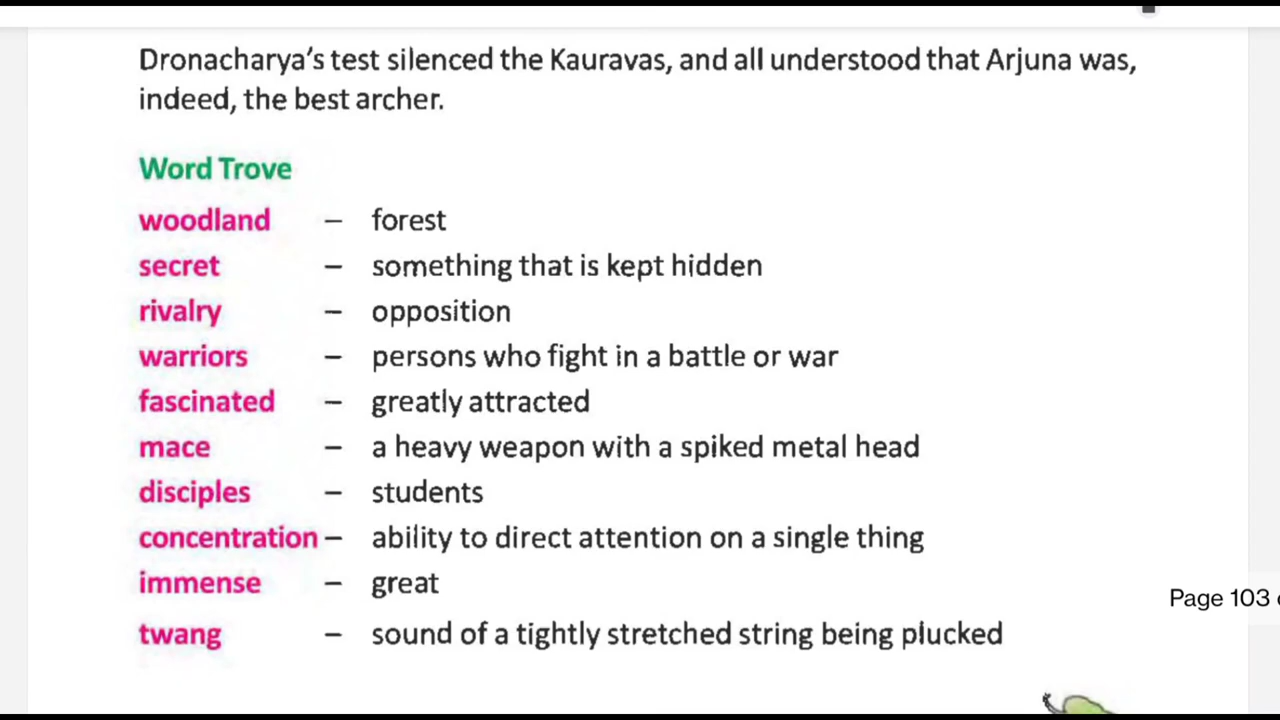 Dronacharya's test silenced the Kauravas, and all understood that Arjuna was,
indeed, the best archer.
Word Trove
woodland – forest
secret – something that is kept hidden
rivalry – opposition
warriors – persons who fight in a battle or war
fascinated – greatly attracted
mace – a heavy weapon with a spiked metal head
disciples – students
concentration – ability to direct attention on a single thing
immense – great
twang – sound of a tightly stretched string being plucked
Page 103